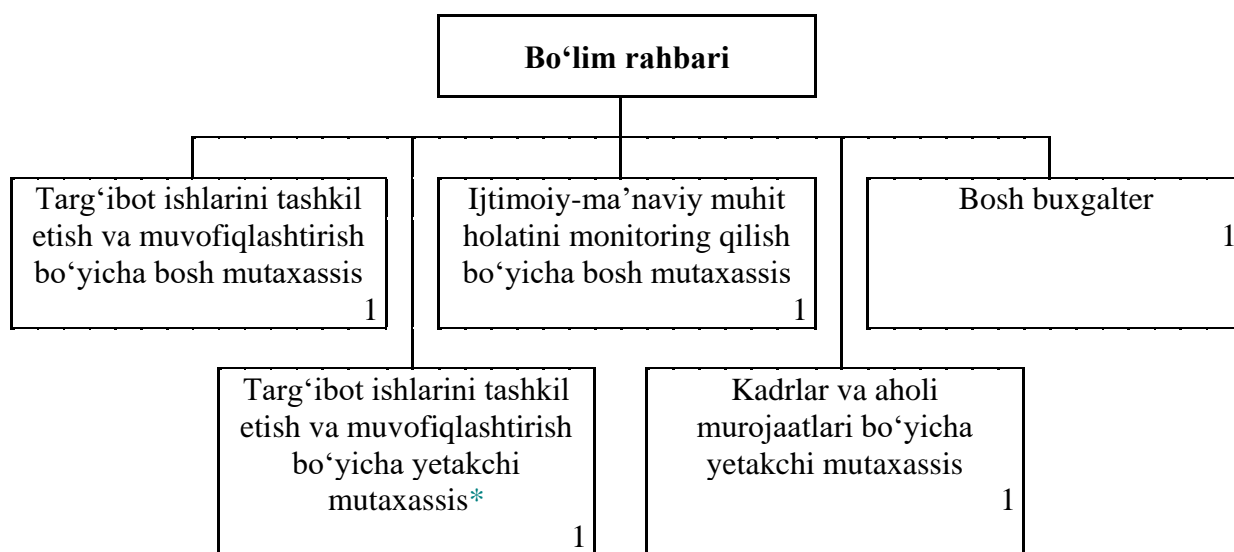 Bo‘lim rahbari
Targ‘ibot ishlarini tashkil
etish va muvofiqlashtirish
bo‘yicha bosh mutaxassis
1
Ijtimoiy-ma’naviy muhit
holatini monitoring qilish
bo‘yicha bosh mutaxassis
1
Bosh buxgalter
1
Targ‘ibot ishlarini tashkil
etish va muvofiqlashtirish
bo‘yicha yetakchi
mutaxassis*
1
Kadrlar va aholi
murojaatlari bo‘yicha
yetakchi mutaxassis
1